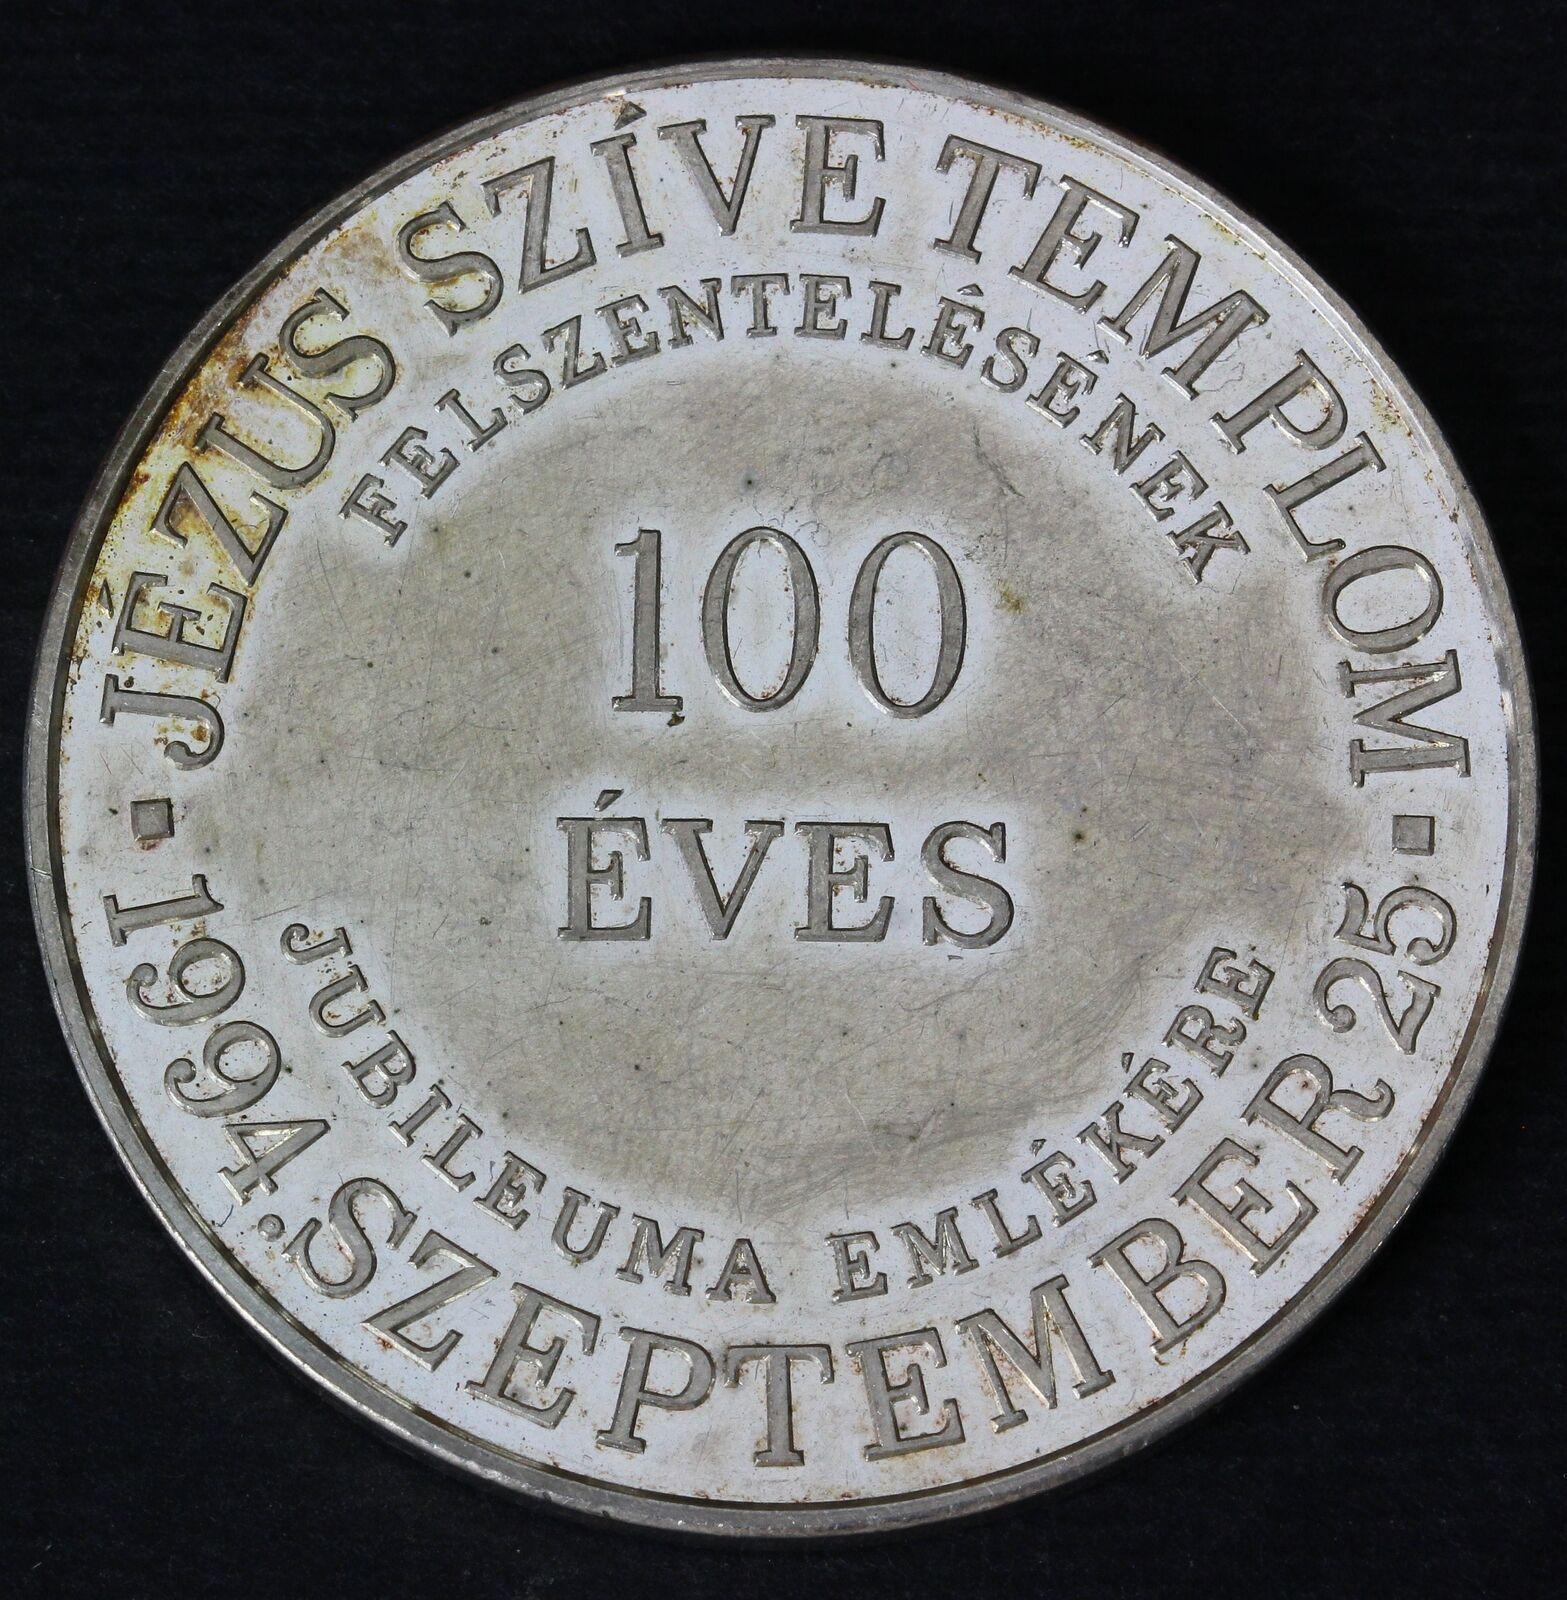 JÉZUS SZÍVE TEMPLOM
FELSZENTELÉSÉNEK
100
ÉVES
JUBILEUMA EMLÉKÉRE
1994. SZEPTEMBER 25